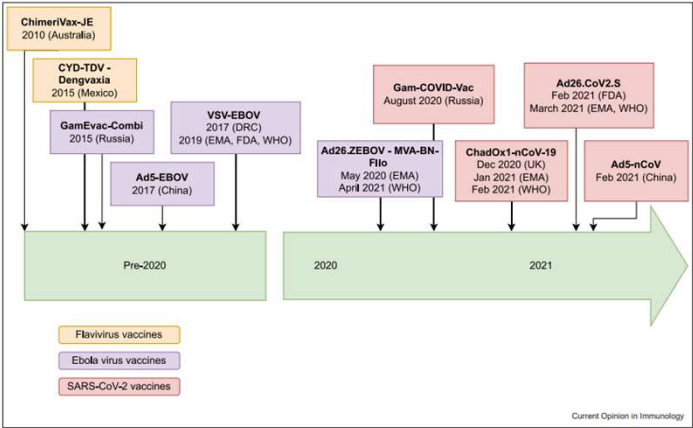 ChimeriVax-JE
2010 (Australia)
CYD-TDV -
Dengvaxia
2015 (Mexico)
GamEvac-Combi
2015 (Russia)
Ad5-EBOV
2017 (China)
VSV-EBOV
2017 (DRC)
2019 (EMA, FDA, WHO)
Gam-COVID-Vac
August 2020 (Russia)
Ad26.ZEBOV - MVA-BN-
FIlo
May 2020 (EMA)
April 2021 (WHO)
ChadOx1-nCoV-19
Dec 2020 (UK)
Jan 2021 (EMA)
Feb 2021 (WHO)
Ad26.CoV2.S
Feb 2021 (FDA)
March 2021 (EMA, WHO)
Ad5-nCoV
Feb 2021 (China)
Pre-2020
2020
2021
Flavivirus vaccines
Ebola virus vaccines
SARS-CoV-2 vaccines
Current Opinion in Immunology